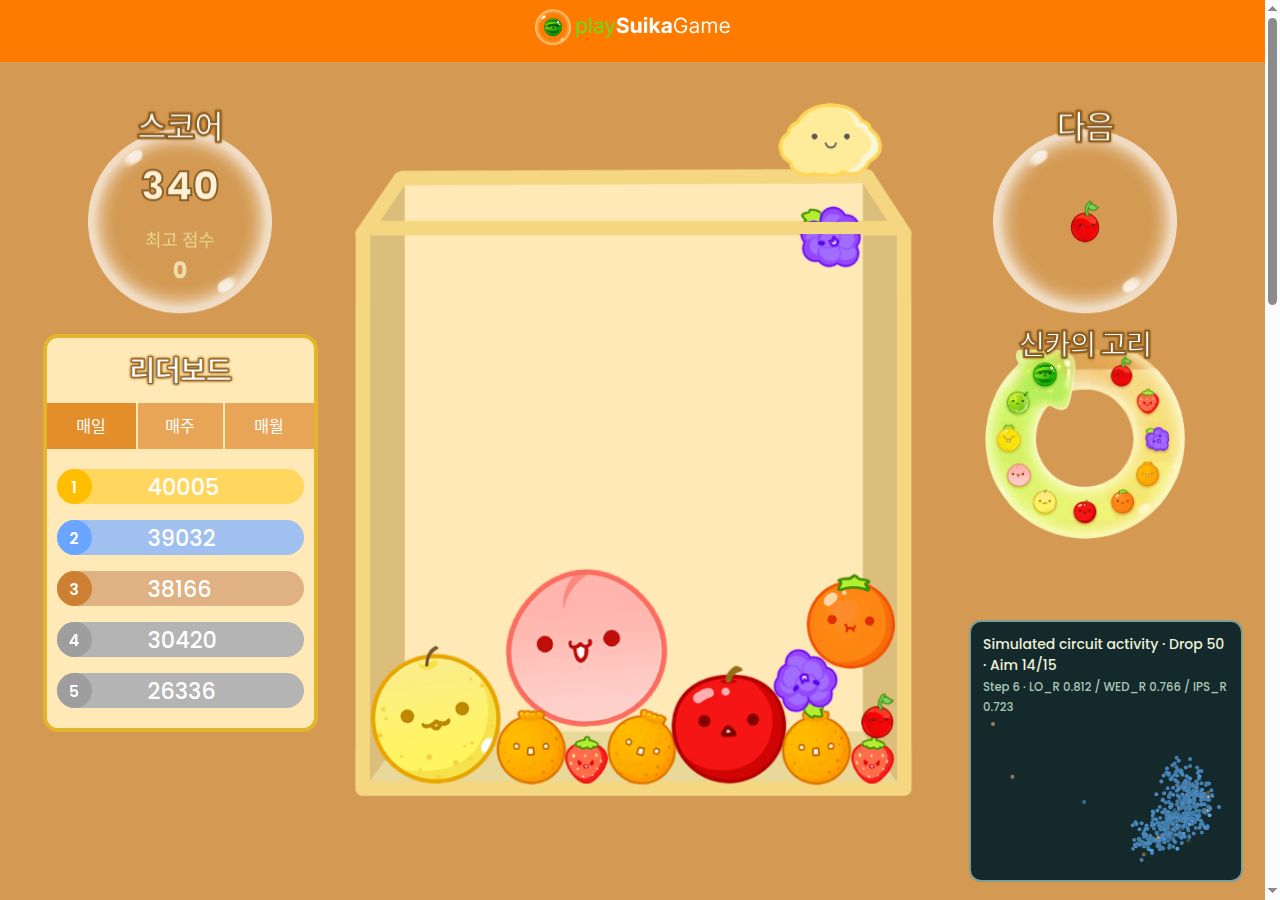 playSuikaGame
스코어
340
최고 점수
0
리더보드
매일 매주 매월
1 40005
2 39032
3 38166
4 30420
5 26336
다음
신카의 고리
Simulated circuit activity · Drop 50
· Aim 14/15
Step 6 · LO_R 0.812 / WED_R 0.766 / IPS_R
0.723